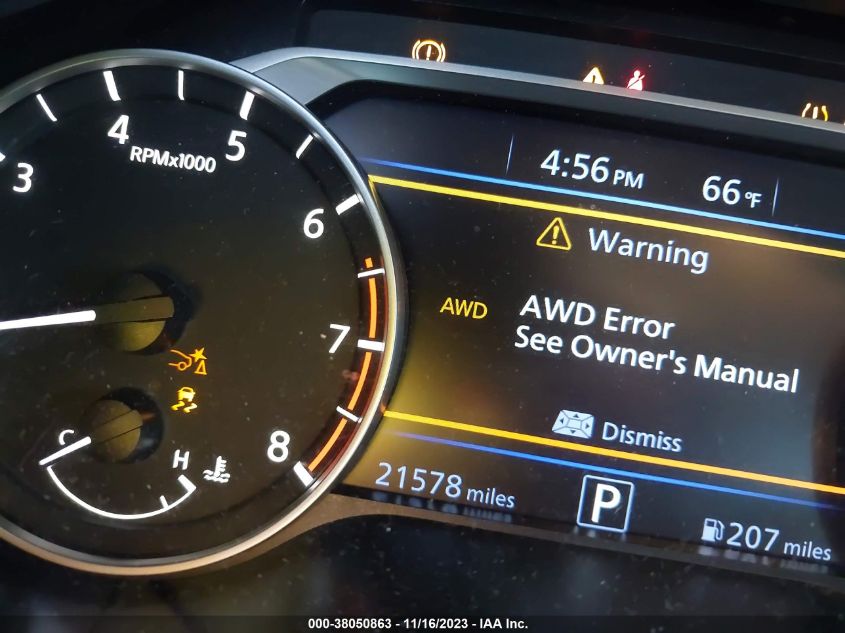 3
4
5
6
7
8
RPMx1000
C
H
4:56 PM
66 °F
Warning
AWD
AWD Error
See Owner's Manual
Dismiss
21578 miles
P
207 miles
000-38050863 - 11/16/2023 - IAA Inc.